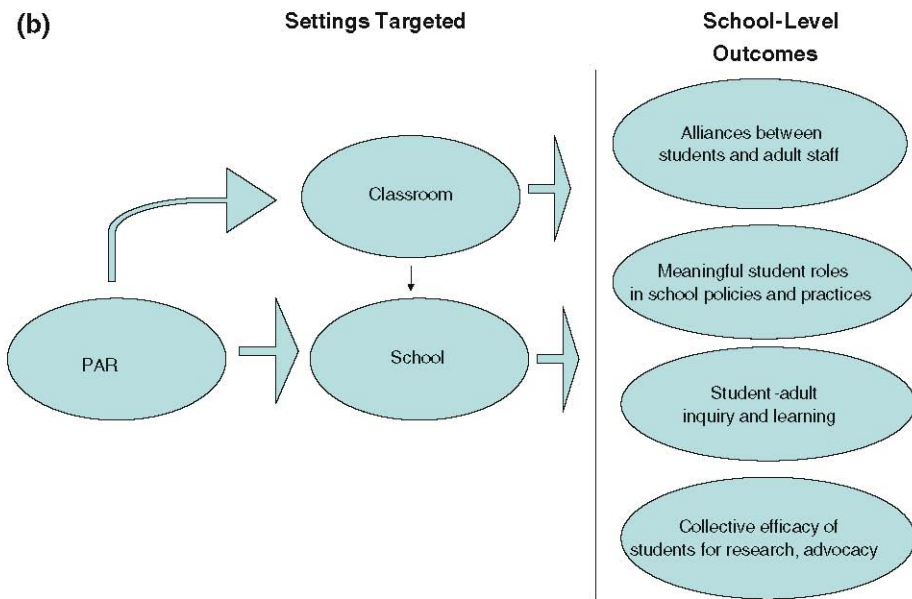 (b)
Settings Targeted
School-Level
Outcomes
Classroom
PAR
School
Alliances between
students and adult staff
Meaningful student roles
in school policies and practices
Student -adult
inquiry and learning
Collective efficacy of
students for research, advocacy